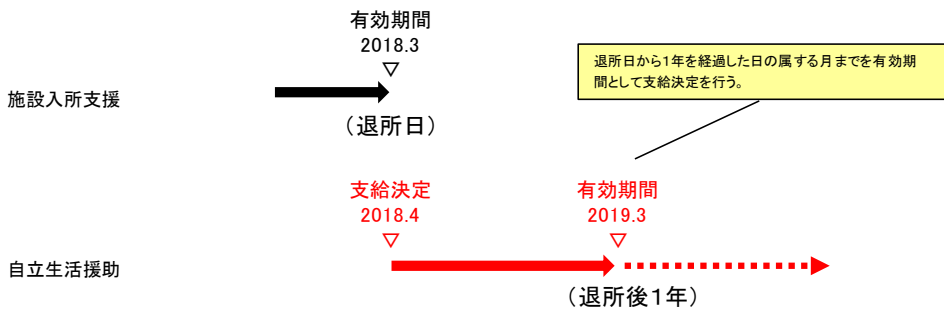 有効期間
2018.3
▽
退所日から1年を経過した日の属する月までを有効期
間として支給決定を行う。
施設入所支援
（退所日）
支給決定
2018.4
▽
有効期間
2019.3
▽
自立生活援助
（退所後1年）